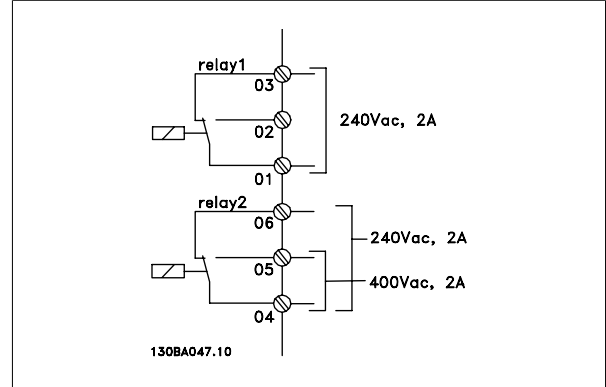 relay1
03
02
240Vac, 2A
01
relay2
06
240Vac, 2A
05
400Vac, 2A
04
130BA047.10